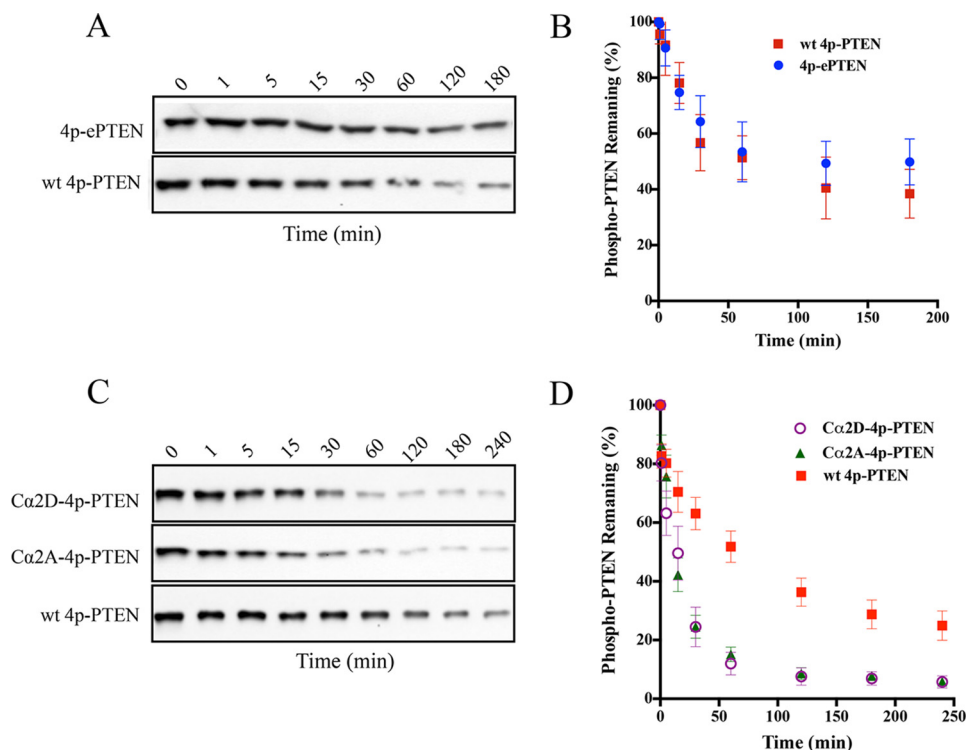 A
0 1 5 15 30 60 120 180
4p-ePTEN
wt 4p-PTEN
Time (min)
B
Phospho-PTEN Remaning (%)
100
80
60
40
20
0
0 50 100 150 200
Time (min)
wt 4p-PTEN
4p-ePTEN
C
0 1 5 15 30 60 120 180 240
Cα2D-4p-PTEN
Cα2A-4p-PTEN
wt 4p-PTEN
Time (min)
D
Phospho-PTEN Remaning (%)
100
80
60
40
20
0
0 50 100 150 200 250
Time (min)
Cα2D-4p-PTEN
Cα2A-4p-PTEN
wt 4p-PTEN